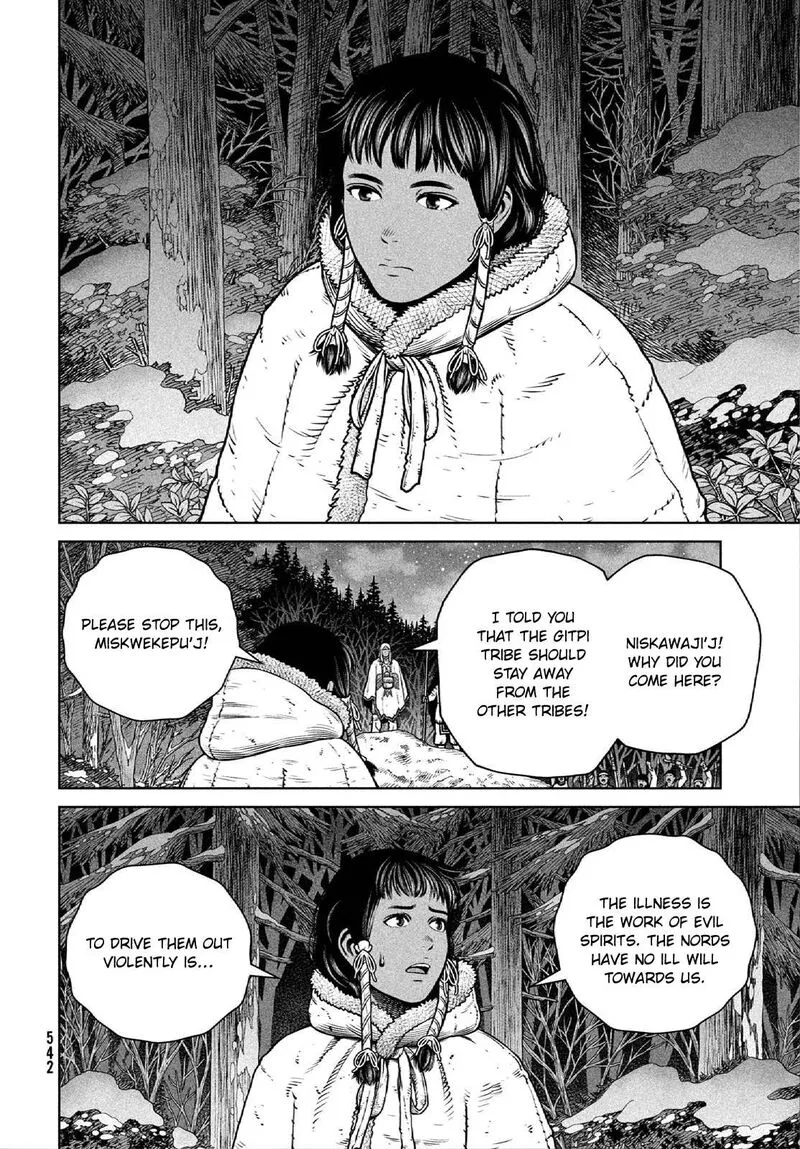 NISKAWAJI'J!
WHY DID YOU
COME HERE?
I TOLD YOU
THAT THE GITPI
TRIBE SHOULD
STAY AWAY
FROM THE
OTHER TRIBES!
PLEASE STOP THIS,
MISKWEKEPU'J!
THE ILLNESS IS
THE WORK OF EVIL
SPIRITS. THE NORDS
HAVE NO ILL WILL
TOWARDS US.
TO DRIVE THEM OUT
VIOLENTLY IS...
542